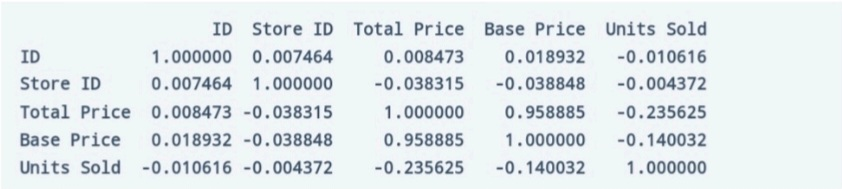 ID Store ID Total Price Base Price Units Sold
ID 1.000000 0.007464 0.008473 0.018932 -0.010616
Store ID 0.007464 1.000000 -0.038315 -0.038848 -0.004372
Total Price 0.008473 -0.038315 1.000000 0.958885 -0.235625
Base Price 0.018932 -0.038848 0.958885 1.000000 -0.140032
Units Sold -0.010616 -0.004372 -0.235625 -0.140032 1.000000